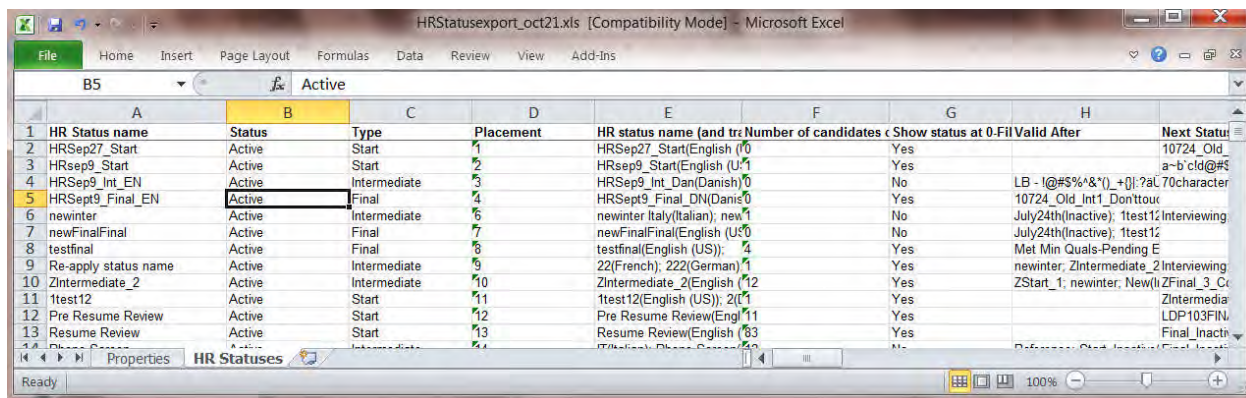 HRStatusexport_oct21.xls [Compatibility Mode] - Microsoft Excel
File Home Insert Page Layout Formulas Data Review View Add-Ins
B5 fx Active
A B C D E F G H
1 HR Status name Status Type Placement HR status name (and tra Number of candidates c Show status at 0-Fil Valid After Next Status
2 HRSep27_Start Active Start 1 HRSep27_Start(English ( 0 Yes 10724_Old_
3 HRsep9_Start Active Start 2 HRsep9_Start(English (U 1 Yes a~b`c!d@#$
4 HRSep9_Int_EN Active Intermediate 3 HRSep9_Int_Dan(Danish) 0 No LB - !@#$%^&*()_+{}|:?äU 70character
5 HRSept9_Final_EN Active Final 4 HRSept9_Final_DN(Danis 0 Yes 10724_Old_Int1_Don'ttouc
6 newinter Active Intermediate 6 newinter Italy(Italian); new 1 No July24th(Inactive); 1test12 Interviewing
7 newFinalFinal Active Final 7 newFinalFinal(English (US 0 No July24th(Inactive); 1test12
8 testfinal Active Final 8 testfinal(English (US)); 4 Yes Met Min Quals-Pending E
9 Re-apply status name Active Intermediate 9 22(French); 222(German) 1 Yes newinter; ZIntermediate_2 Interviewing
10 ZIntermediate_2 Active Intermediate 10 ZIntermediate_2(English ( 12 Yes ZStart_1; newinter; New(I ZFinal_3_Co
11 1test12 Active Start 11 1test12(English (US)); 2( 1 Yes ZIntermedia
12 Pre Resume Review Active Start 12 Pre Resume Review(Engl 11 Yes LDP103FIN
13 Resume Review Active Start 13 Resume Review(English ( 83 Yes Final_Inacti
Properties HR Statuses
Ready 100%